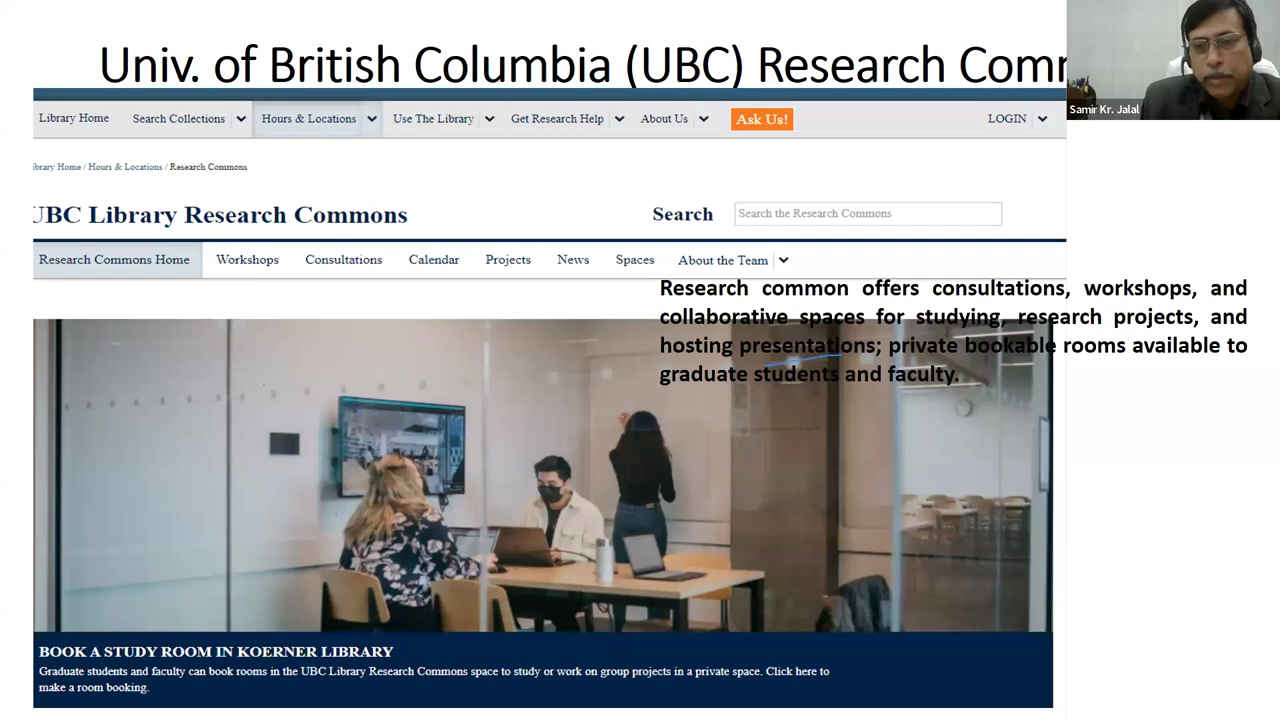 Univ. of British Columbia (UBC) Research Com
Samir Kr. Jalal
Library Home Search Collections Hours & Locations Use The Library Get Research Help About Us Ask Us! LOGIN
Home / Hours & Locations / Research Commons
UBC Library Research Commons Search Search the Research Commons
Research Commons Home Workshops Consultations Calendar Projects News Spaces About the Team
Research common offers consultations, workshops, and
collaborative spaces for studying, research projects, and
hosting presentations; private bookable rooms available to
graduate students and faculty.
BOOK A STUDY ROOM IN KOERNER LIBRARY
Graduate students and faculty can book rooms in the UBC Library Research Commons space to study or work on group projects in a private space. Click here to
make a room booking.